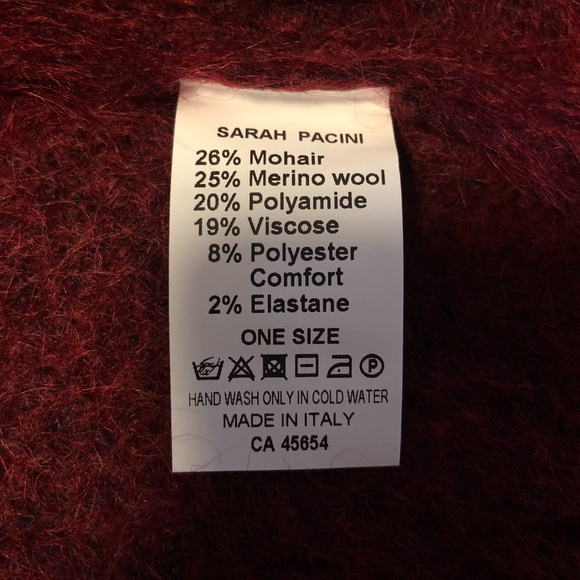 SARAH PACINI
26% Mohair
25% Merino wool
20% Polyamide
19% Viscose
8% Polyester
Comfort
2% Elastane
ONE SIZE
P
HAND WASH ONLY IN COLD WATER
MADE IN ITALY
CA 45654